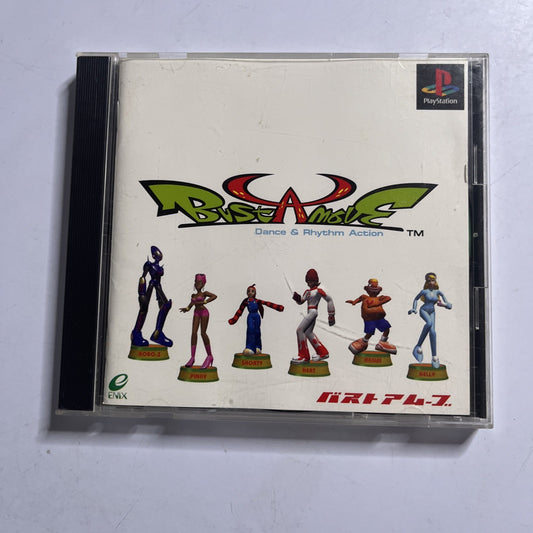 PlayStation
BUST A MOVE
Dance & Rhythm Action TM
ROBO-Z
PINKY
SHORTY
HEAT
HIRO
KELLY
ENIX
バストアムーブ